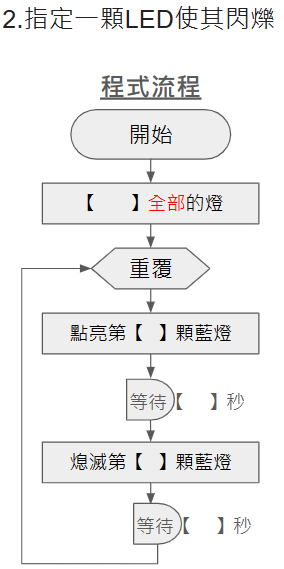 2.指定一顆LED使其閃爍
程式流程
開始
【　　】全部的燈
重覆
點亮第【　】顆藍燈
等待【　】秒
熄滅第【　】顆藍燈
等待【　】秒